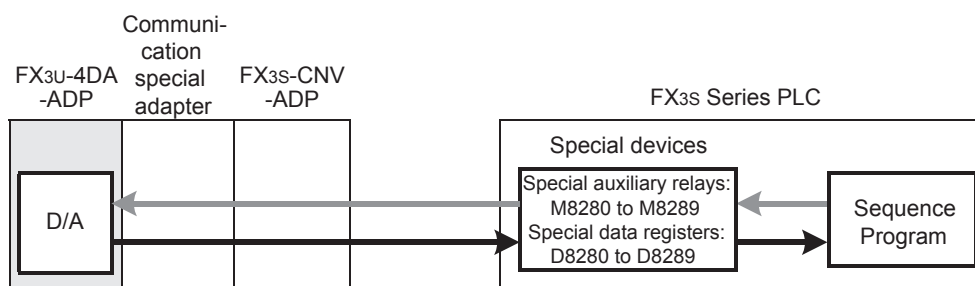 Communi-
cation
special
adapter
FX3U-4DA
-ADP
FX3S-CNV
-ADP
FX3S Series PLC
Special devices
D/A
Special auxiliary relays:
M8280 to M8289
Special data registers:
D8280 to D8289
Sequence
Program